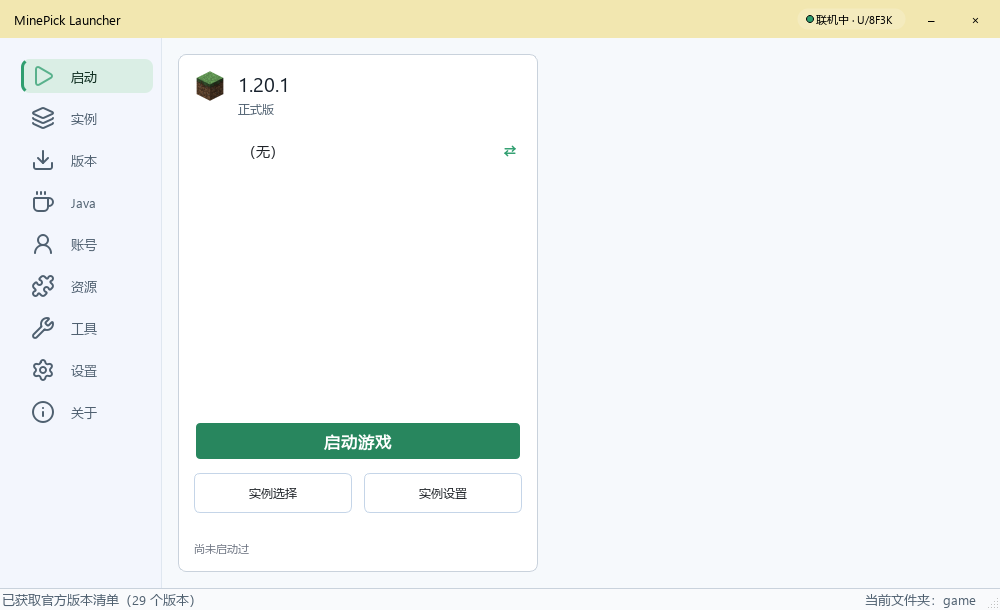 MinePick Launcher
联机中 · U/8F3K
启动
实例
版本
Java
账号
资源
工具
设置
关于
1.20.1
正式版
（无）
启动游戏
实例选择
实例设置
尚未启动过
已获取官方版本清单（29 个版本）
当前文件夹：game